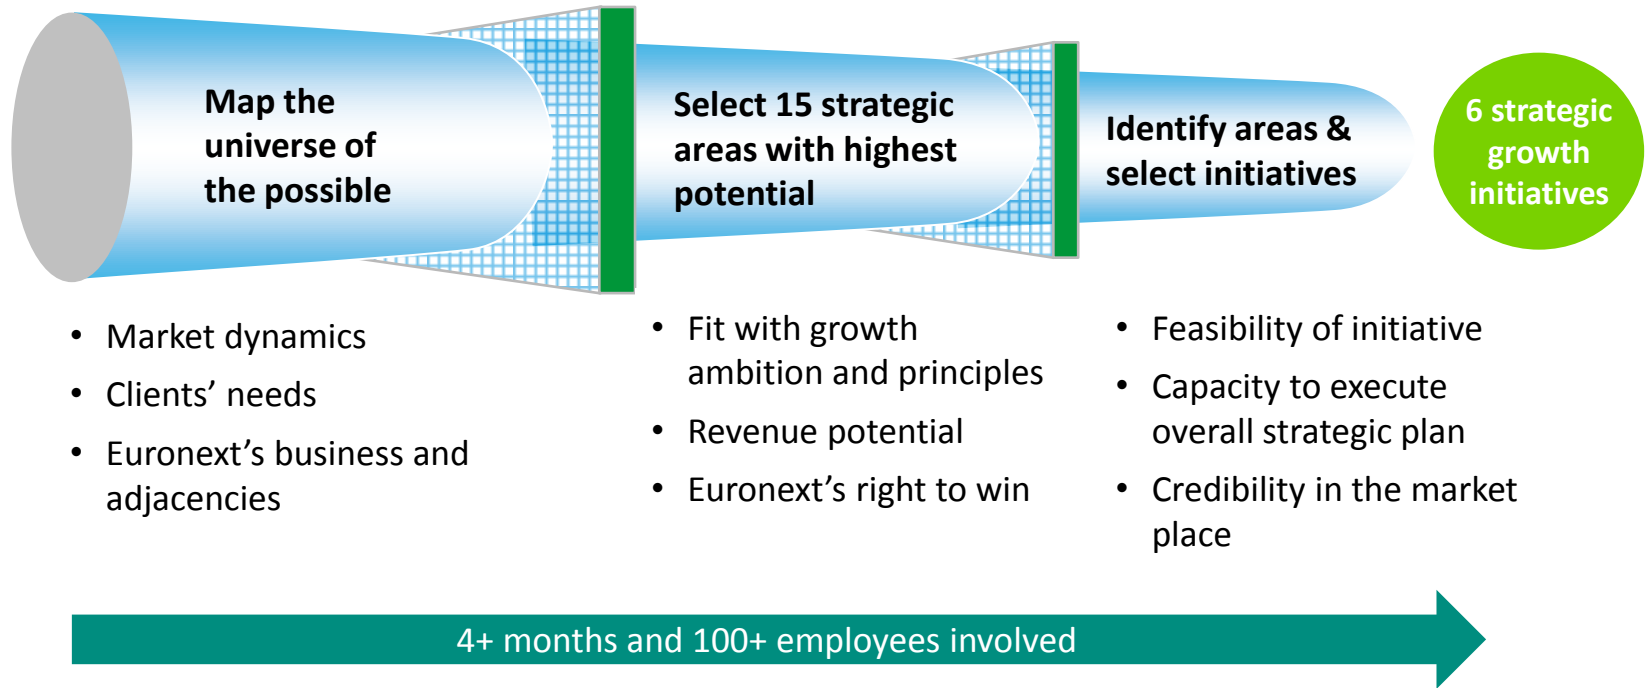 Map the
universe of
the possible
Select 15 strategic
areas with highest
potential
Identify areas &
select initiatives
6 strategic
growth
initiatives
• Market dynamics
• Clients’ needs
• Euronext’s business and
adjacencies
• Fit with growth
ambition and principles
• Revenue potential
• Euronext’s right to win
• Feasibility of initiative
• Capacity to execute
overall strategic plan
• Credibility in the market
place
4+ months and 100+ employees involved